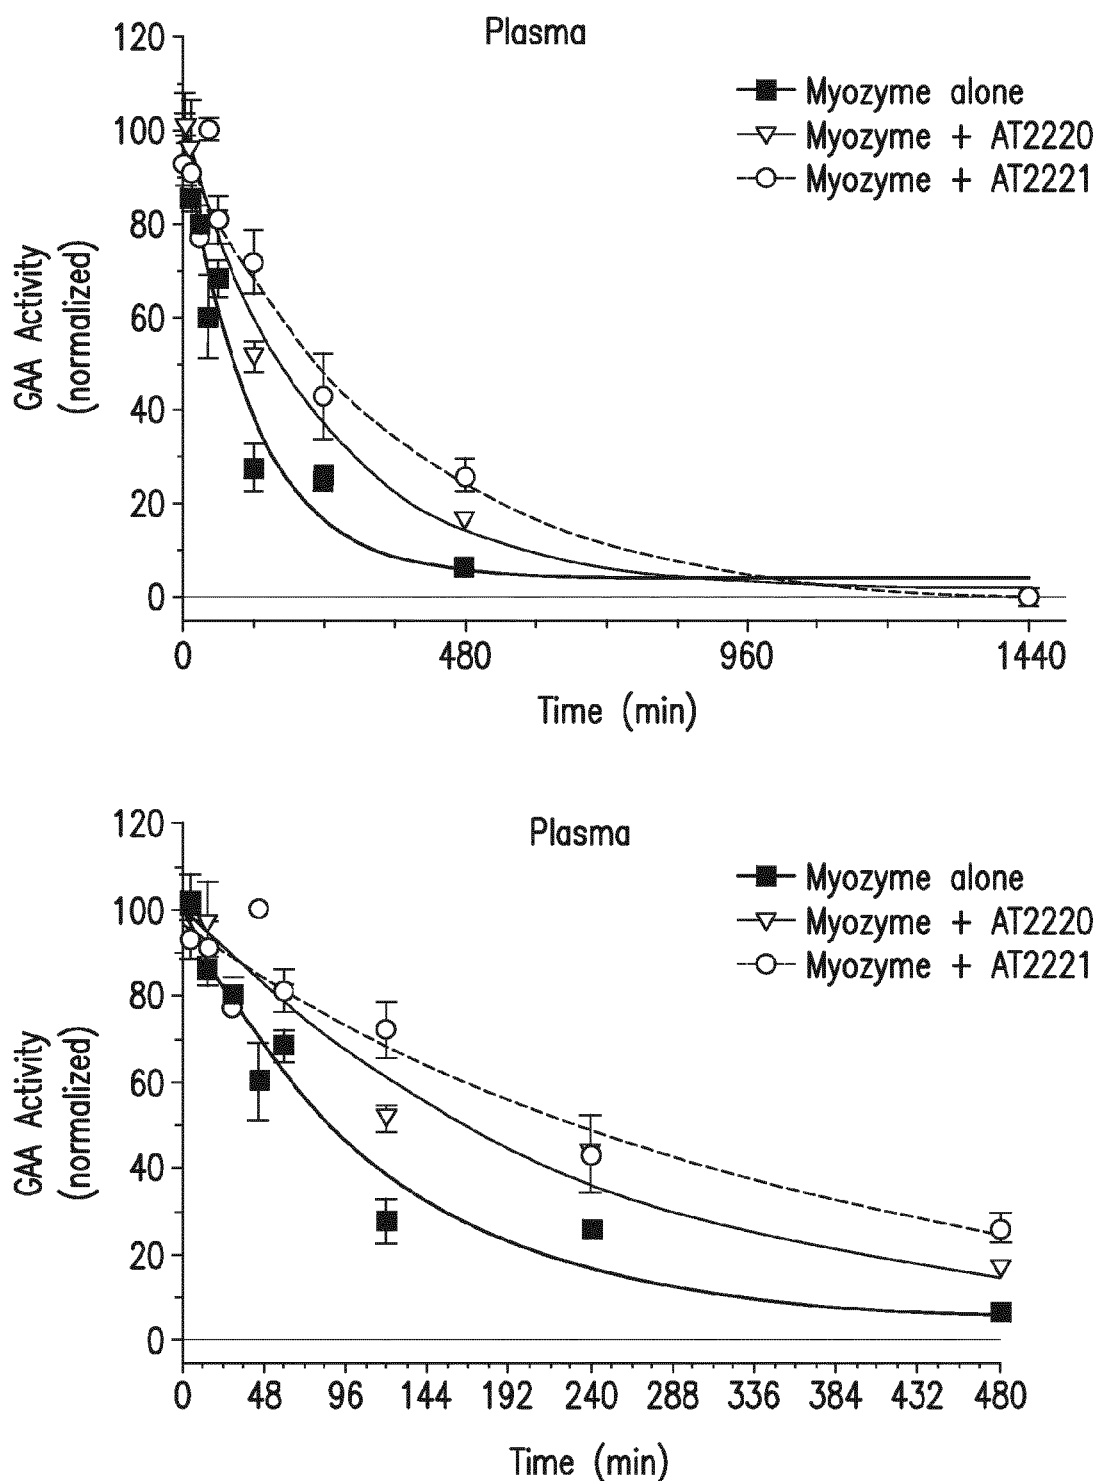 Plasma
120
100
80
60
40
20
0
GAA Activity
(normalized)
Myozyme alone
Myozyme + AT2220
Myozyme + AT2221
0 480 960 1440
Time (min)
Plasma
120
100
80
60
40
20
0
GAA Activity
(normalized)
Myozyme alone
Myozyme + AT2220
Myozyme + AT2221
0 48 96 144 192 240 288 336 384 432 480
Time (min)